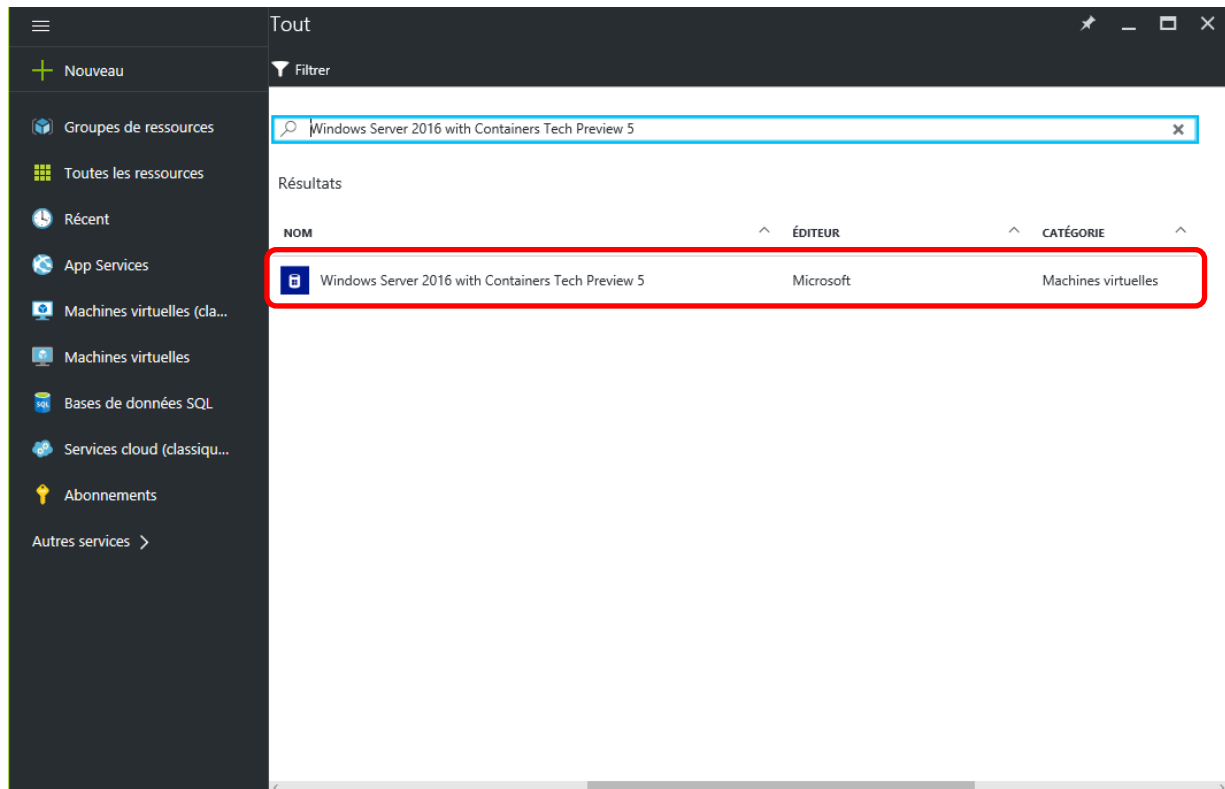 Tout
Nouveau
Filtrer
Groupes de ressources
Toutes les ressources
Récent
App Services
Machines virtuelles (cla...
Machines virtuelles
Bases de données SQL
Services cloud (classiqu...
Abonnements
Autres services
Windows Server 2016 with Containers Tech Preview 5
Résultats
NOM ÉDITEUR CATÉGORIE
Windows Server 2016 with Containers Tech Preview 5 Microsoft Machines virtuelles